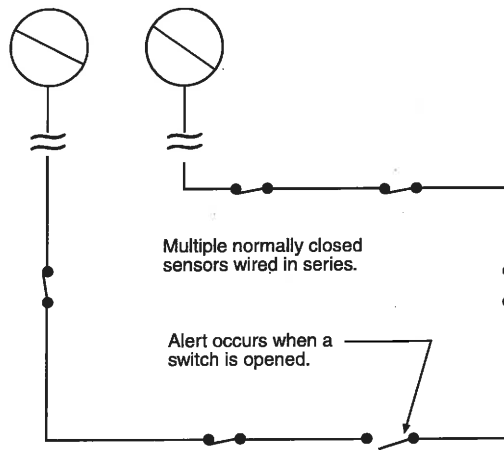 Multiple normally closed
sensors wired in series.
Alert occurs when a
switch is opened.